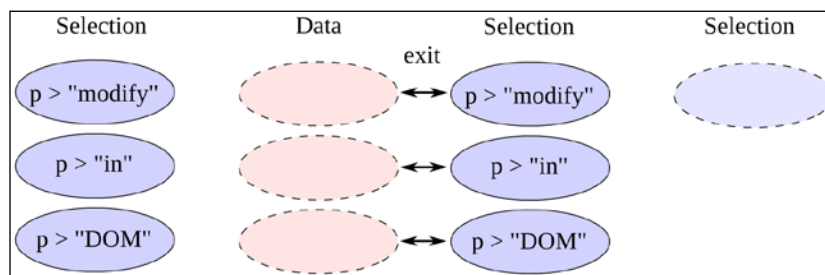 Selection Data Selection Selection
exit
p > "modify" p > "modify"
p > "in" p > "in"
p > "DOM" p > "DOM"